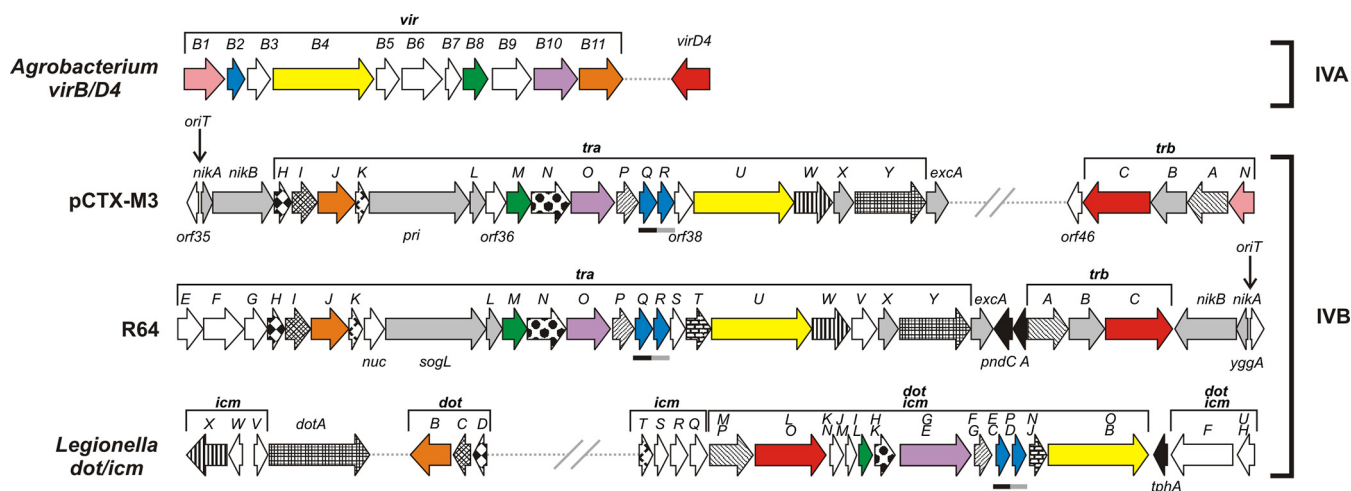 vir
B1 B2 B3 B4 B5 B6 B7 B8 B9 B10 B11 virD4
Agrobacterium
virB/D4
IVA
oriT
tra
trb
nikA nikB H I J K L M N O P Q R U W X Y excA C B A N
pCTX-M3
orf35 pri orf36 orf38 orf46
oriT
tra
trb
E F G H I J K L M N O P Q R S T U W V X Y excA A B C nikB nikA
R64
IVB
nuc sogL pndC A yggA
dot dot
icm dot icm icm icm
M L K J I H G F E P N O U
X W V dotA B C D T S R Q P O N M L K E G C D J B F H
Legionella
dot/icm
tphA